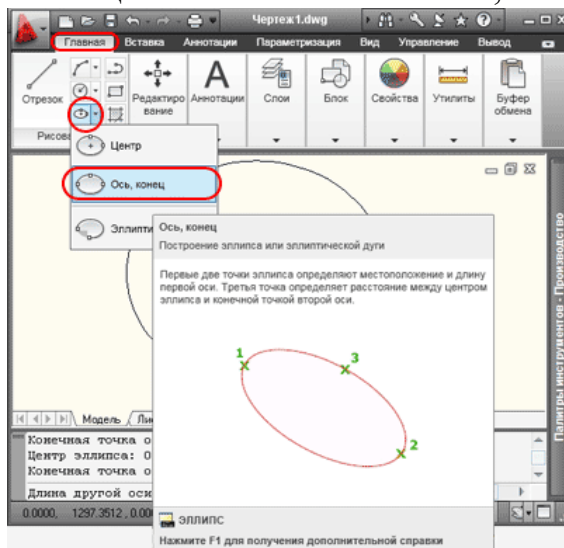 Чертеж1.dwg
Главная Вставка Аннотации Параметризация Вид Управление Вывод
Отрезок
Редактиро
вание
Аннотации
Слои
Блок
Свойства
Утилиты
Буфер
обмена
Рисова
Центр
Ось, конец
Эллипти
Ось, конец
Построение эллипса или эллиптической дуги
Первые две точки эллипса определяют местоположение и длину
первой оси. Третья точка определяет расстояние между центром
эллипса и конечной точкой второй оси.
1
3
2
Палитры инструментов - Производство
Модель
Конечная точка о
Центр эллипса: 0
Конечная точка о
Длина другой оси
0.0000, 1297.3512, 0.00
эллипс
Нажмите F1 для получения дополнительной справки